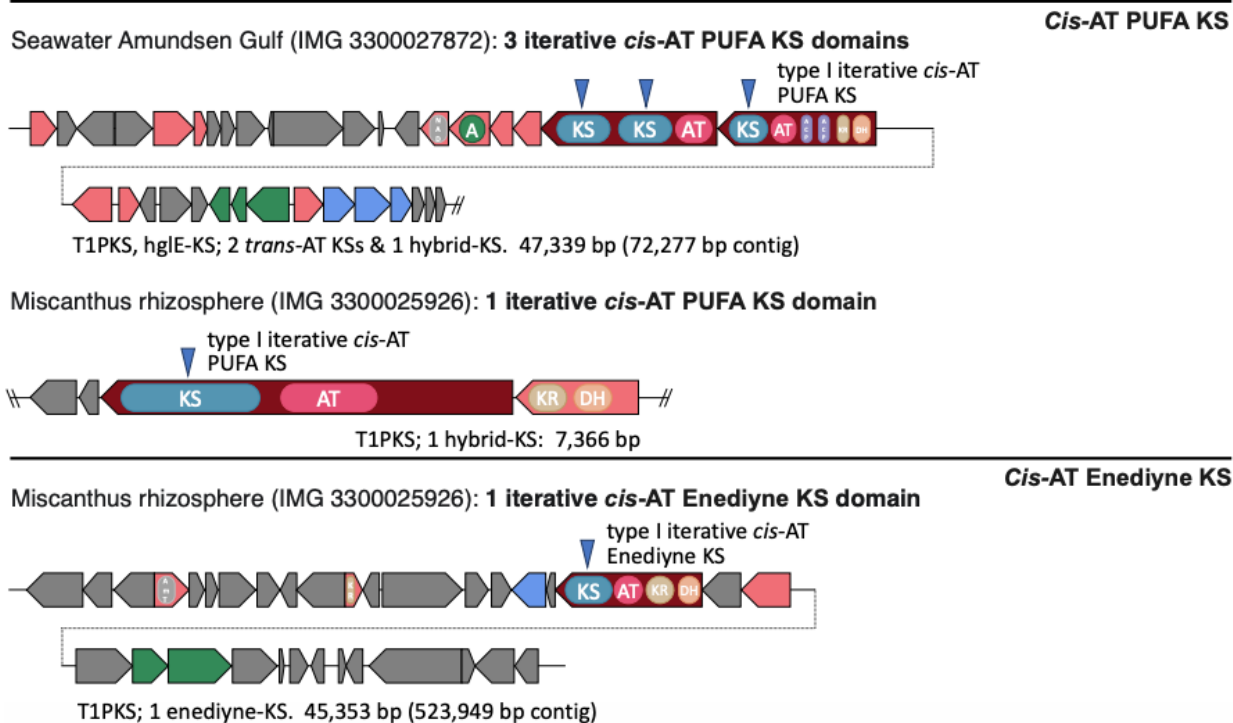 Cis-AT PUFA KS
Seawater Amundsen Gulf (IMG 3300027872): 3 iterative cis-AT PUFA KS domains
type I iterative cis-AT
PUFA KS
NAD A KS KS AT KS AT ACP ACP KR DH
T1PKS, hglE-KS; 2 trans-AT KSs & 1 hybrid-KS. 47,339 bp (72,277 bp contig)
Miscanthus rhizosphere (IMG 3300025926): 1 iterative cis-AT PUFA KS domain
type I iterative cis-AT
PUFA KS
KS AT KR DH
T1PKS; 1 hybrid-KS: 7,366 bp
Cis-AT Enediyne KS
Miscanthus rhizosphere (IMG 3300025926): 1 iterative cis-AT Enediyne KS domain
type I iterative cis-AT
Enediyne KS
KS AT KR DH
T1PKS; 1 enediyne-KS. 45,353 bp (523,949 bp contig)